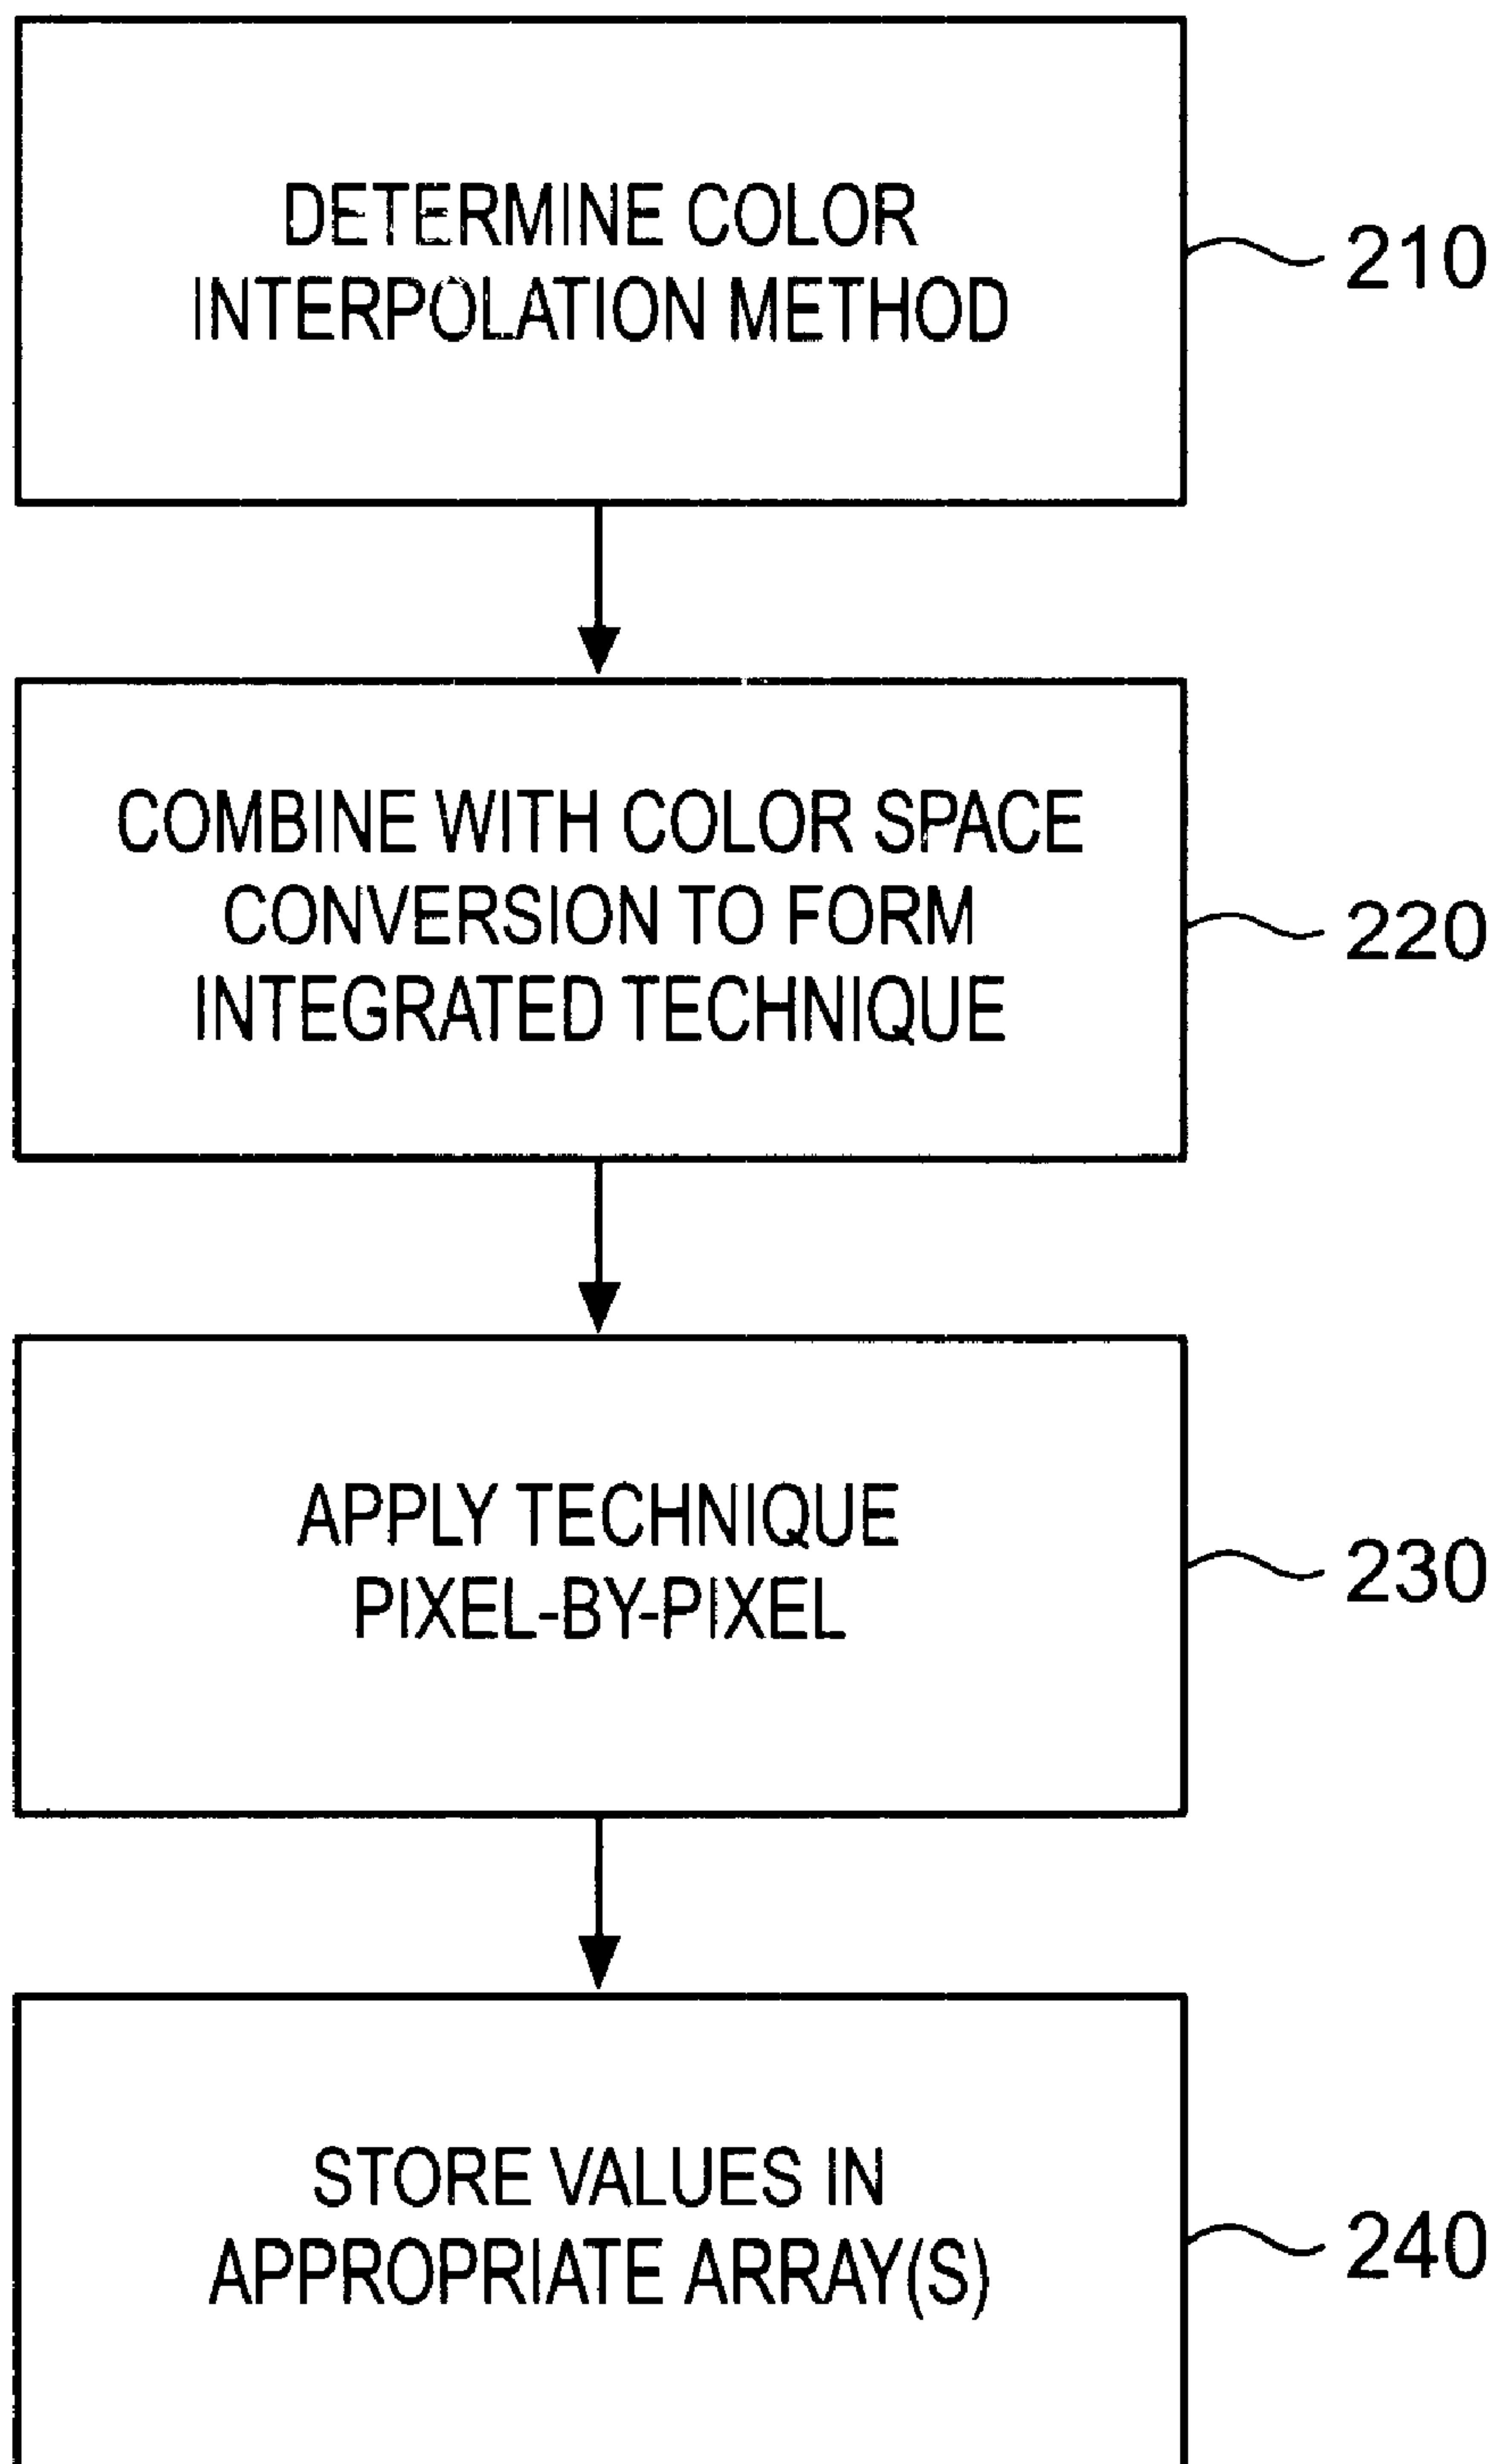 DETERMINE COLOR
INTERPOLATION METHOD
210
COMBINE WITH COLOR SPACE
CONVERSION TO FORM
INTEGRATED TECHNIQUE
220
APPLY TECHNIQUE
PIXEL-BY-PIXEL
230
STORE VALUES IN
APPROPRIATE ARRAY(S)
240